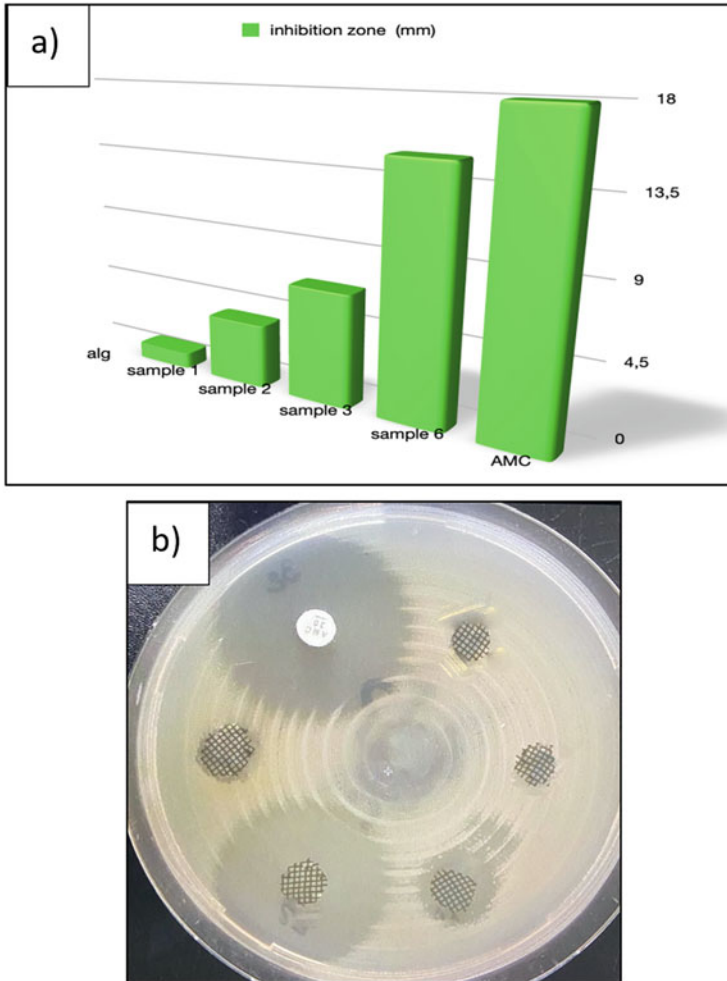 a)
inhibition zone (mm)
18
13,5
9
4,5
0
alg
sample 1
sample 2
sample 3
sample 6
AMC
b)
AMC